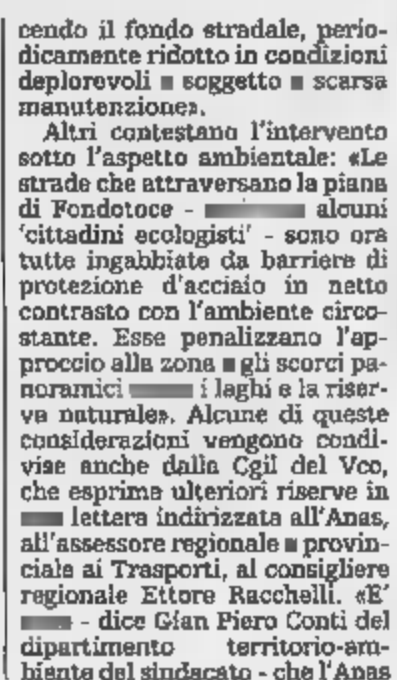 cendo il fondo stradale, perio-
dicamente ridotto in condizioni
deplorevoli soggetto scarsa
manutenzione».
Altri contestano l'intervento
sotto l'aspetto ambientale: «Le
strade che attraversano la piana
di Fondotoce - alcuni
'cittadini ecologisti' - sono ora
tutte ingabbiate da barriere di
protezione d'acciaio in netto
contrasto con l'ambiente circo-
stante. Esse penalizzano l'ap-
proccio alla zona gli scorci pa-
noramici i laghi e la riser-
va naturale». Alcune di queste
considerazioni vengono condi-
vise anche dalla Cgil del Vco,
che esprime ulteriori riserve in
lettera indirizzata all'Anas,
all'assessore regionale provin-
ciale ai Trasporti, al consigliere
regionale Ettore Racchelli. «E'
- dice Gian Piero Conti del
dipartimento territorio-am-
biente del sindacato - che l'Anas